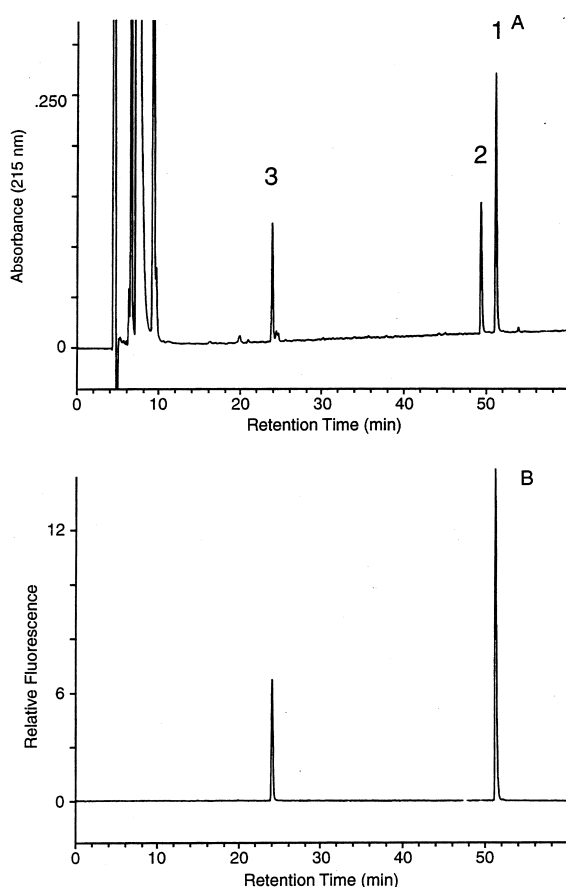 1 A
.250
2
3
Absorbance (215 nm)
0
0 10 20 30 40 50
Retention Time (min)
B
12
Relative Fluorescence
6
0
0 10 20 30 40 50
Retention Time (min)